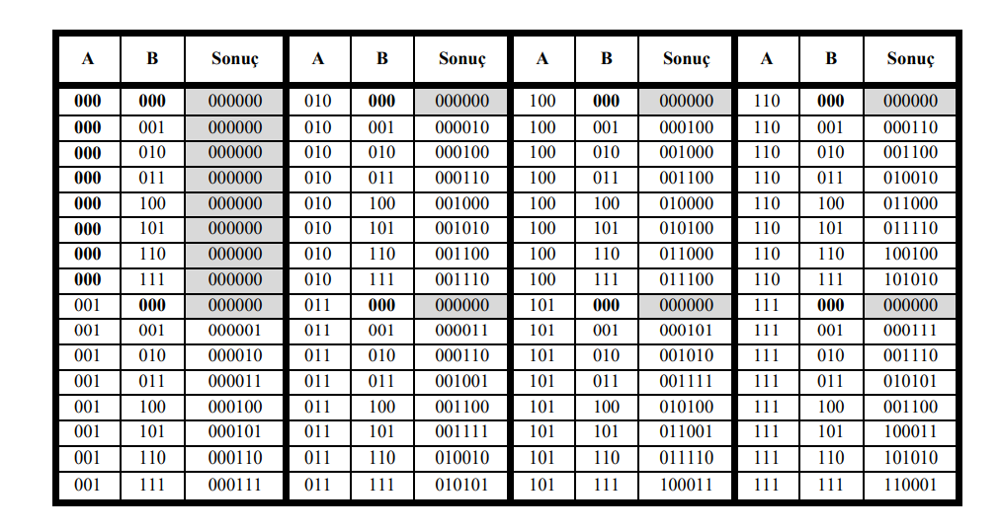 A B Sonuç A B Sonuç A B Sonuç A B Sonuç
000 000 000000 010 000 000000 100 000 000000 110 000 000000
000 001 000000 010 001 000010 100 001 000100 110 001 000110
000 010 000000 010 010 000100 100 010 001000 110 010 001100
000 011 000000 010 011 000110 100 011 001100 110 011 010010
000 100 000000 010 100 001000 100 100 010000 110 100 011000
000 101 000000 010 101 001010 100 101 010100 110 101 011110
000 110 000000 010 110 001100 100 110 011000 110 110 100100
000 111 000000 010 111 001110 100 111 011100 110 111 101010
001 000 000000 011 000 000000 101 000 000000 111 000 000000
001 001 000001 011 001 000011 101 001 000101 111 001 000111
001 010 000010 011 010 000110 101 010 001010 111 010 001110
001 011 000011 011 011 001001 101 011 001111 111 011 010101
001 100 000100 011 100 001100 101 100 010100 111 100 001100
001 101 000101 011 101 001111 101 101 011001 111 101 100011
001 110 000110 011 110 010010 101 110 011110 111 110 101010
001 111 000111 011 111 010101 101 111 100011 111 111 110001